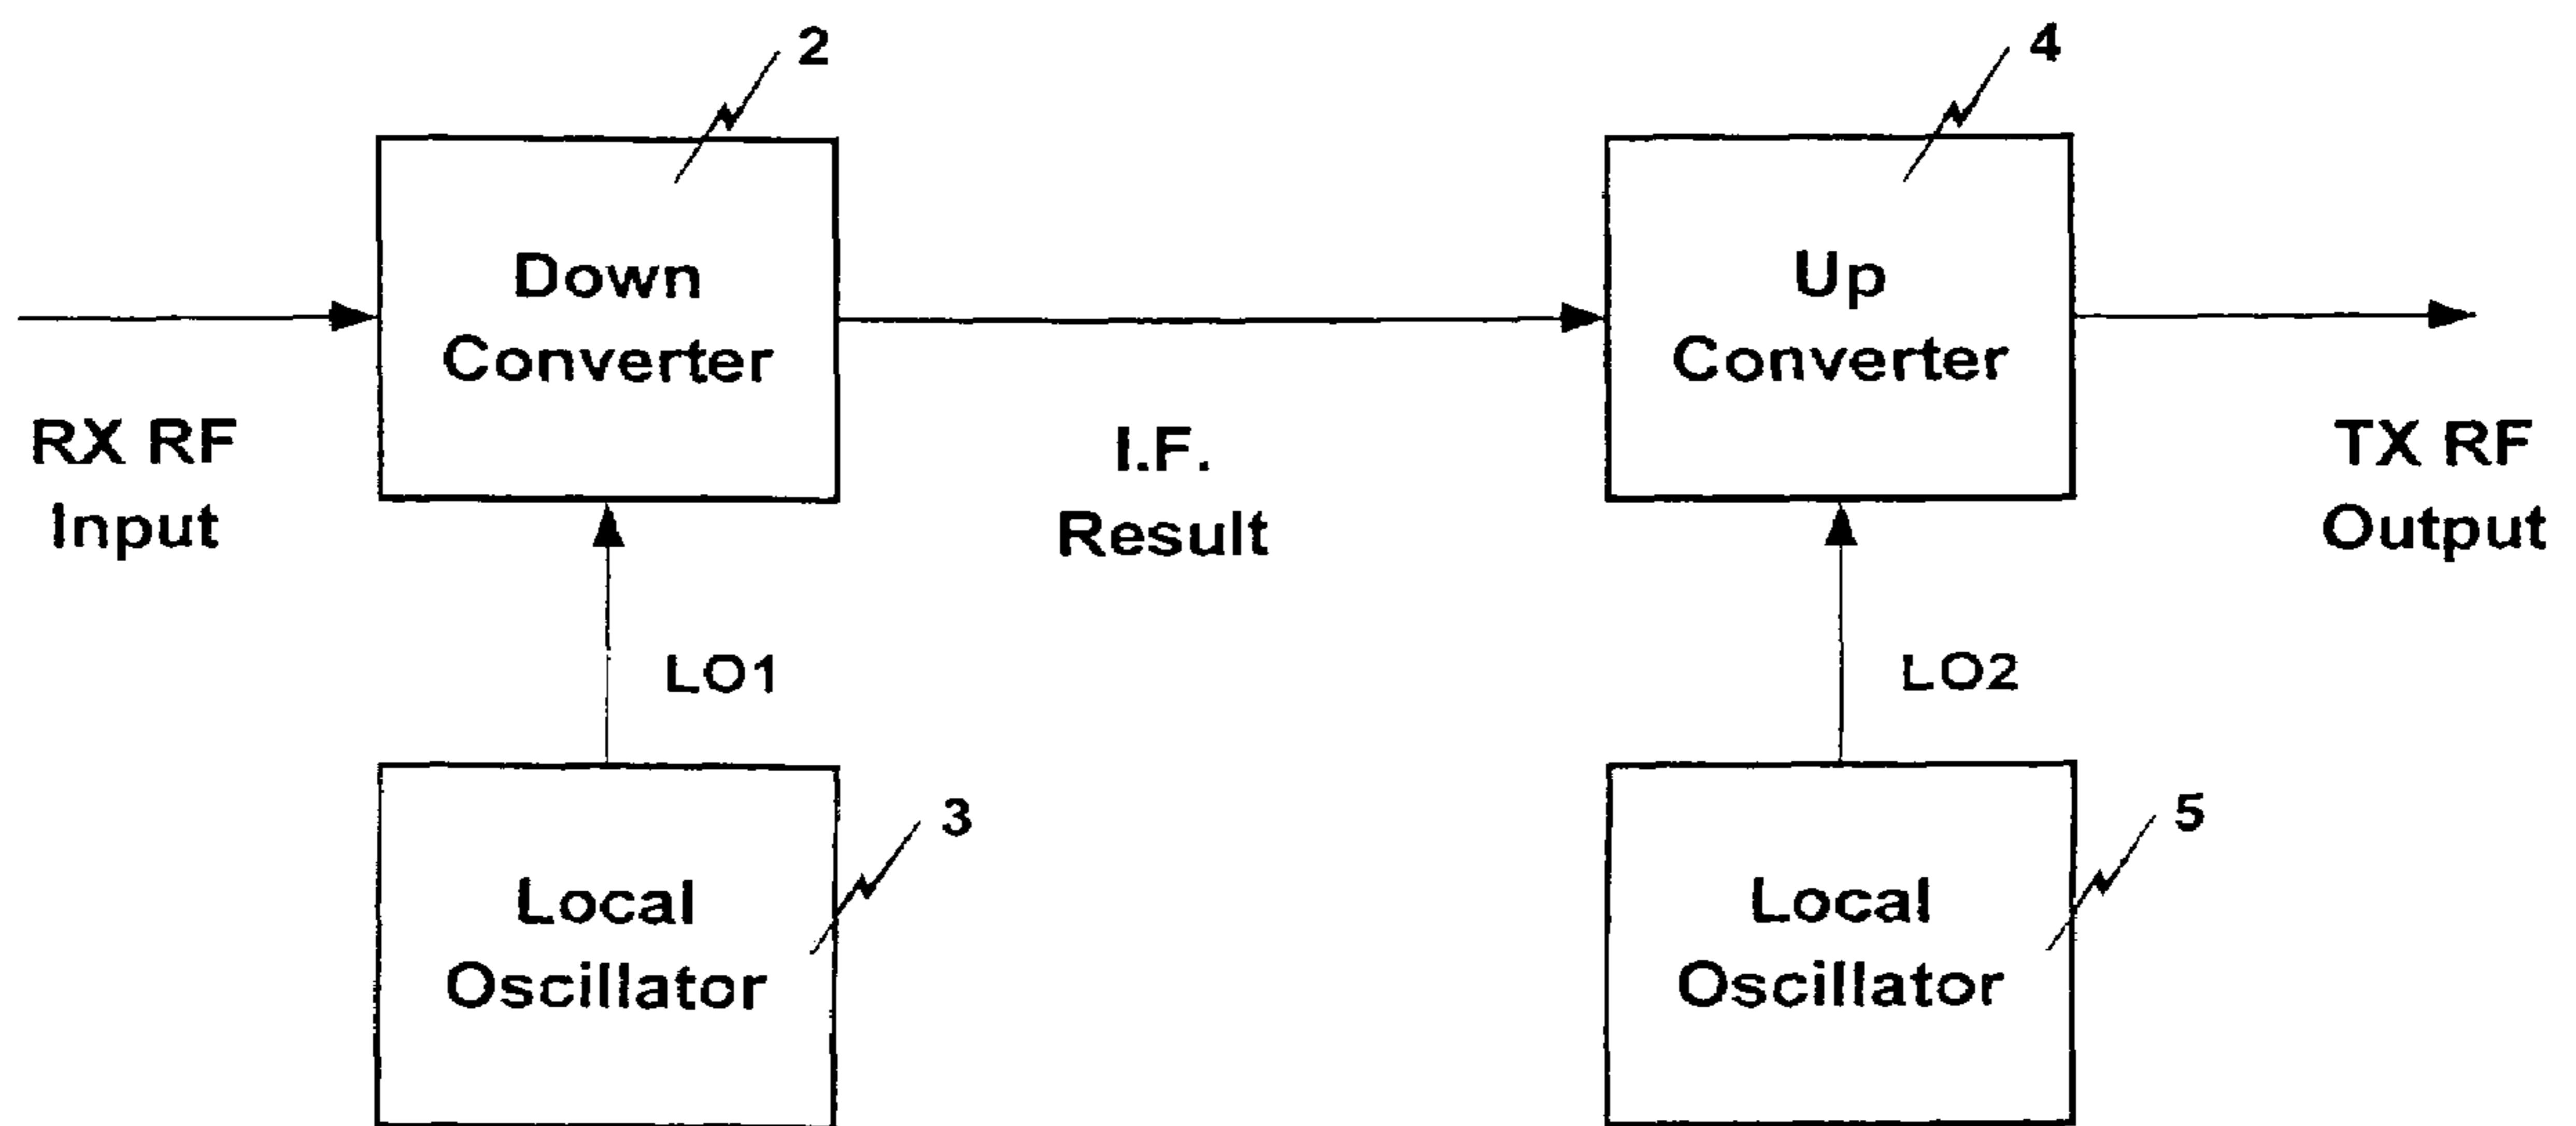 2
4
Down
Converter
Up
Converter
RX RF
Input
I.F.
Result
TX RF
Output
LO1
LO2
3
5
Local
Oscillator
Local
Oscillator